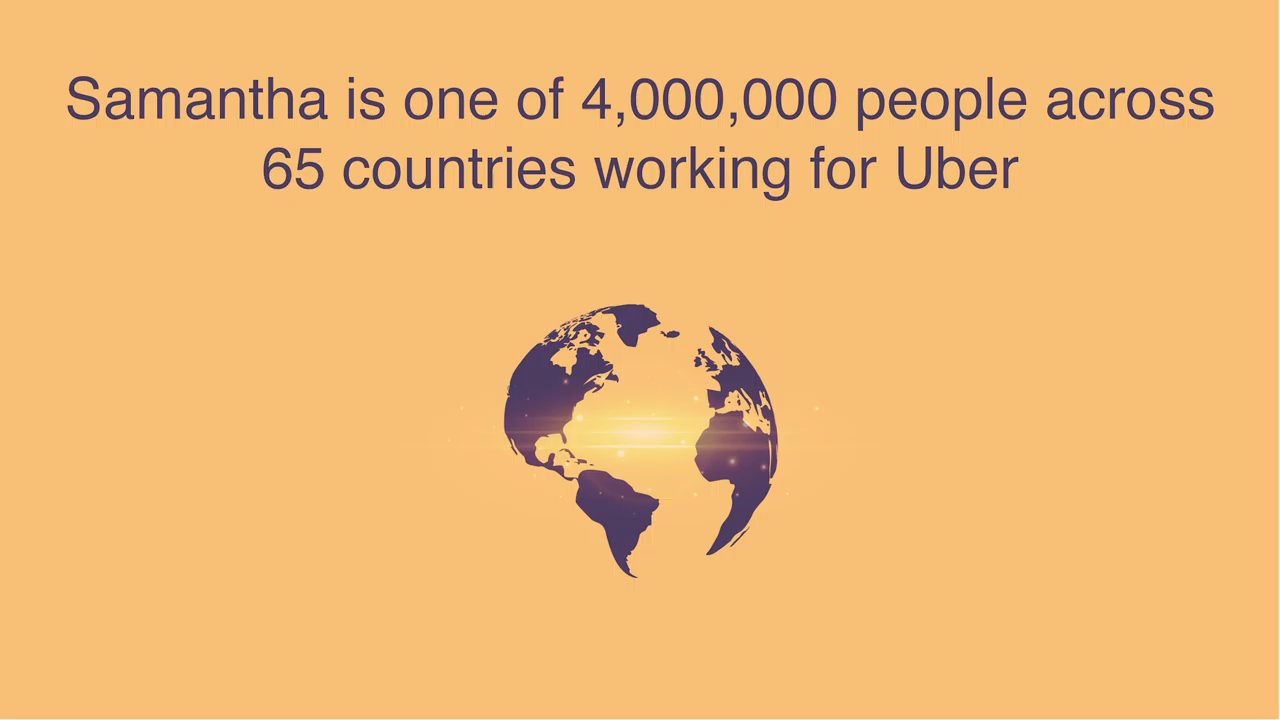 Samantha is one of 4,000,000 people across
65 countries working for Uber